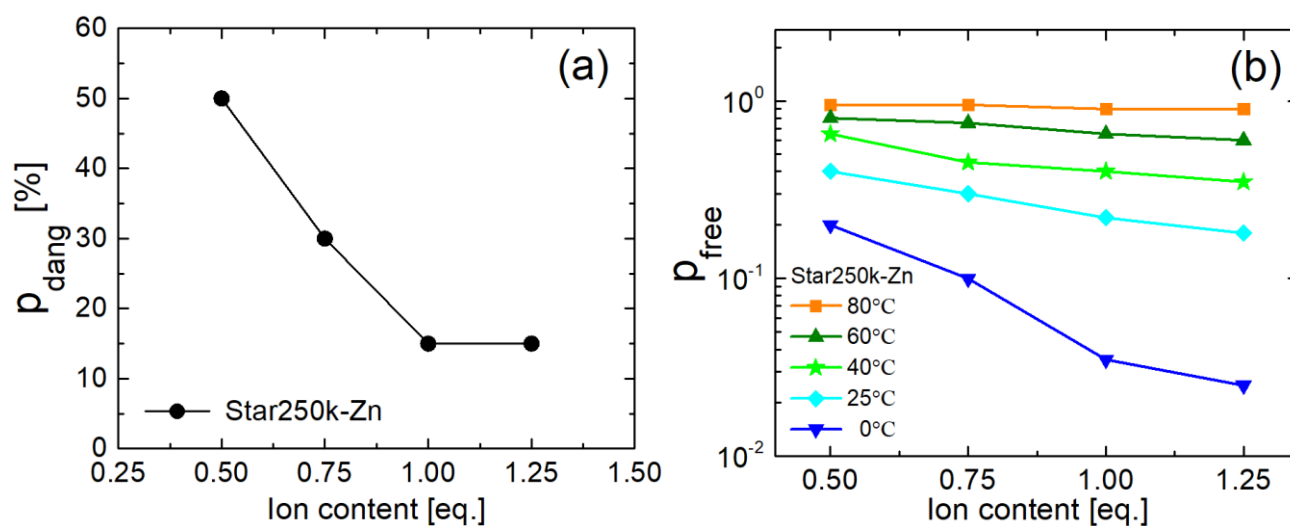 (a)
p_dang [%]
60
50
40
30
20
10
0
Star250k-Zn
0.25 0.50 0.75 1.00 1.25 1.50
Ion content [eq.]
(b)
p_free
10^0
10^-1
10^-2
Star250k-Zn
80°C
60°C
40°C
25°C
0°C
0.50 0.75 1.00 1.25
Ion content [eq.]